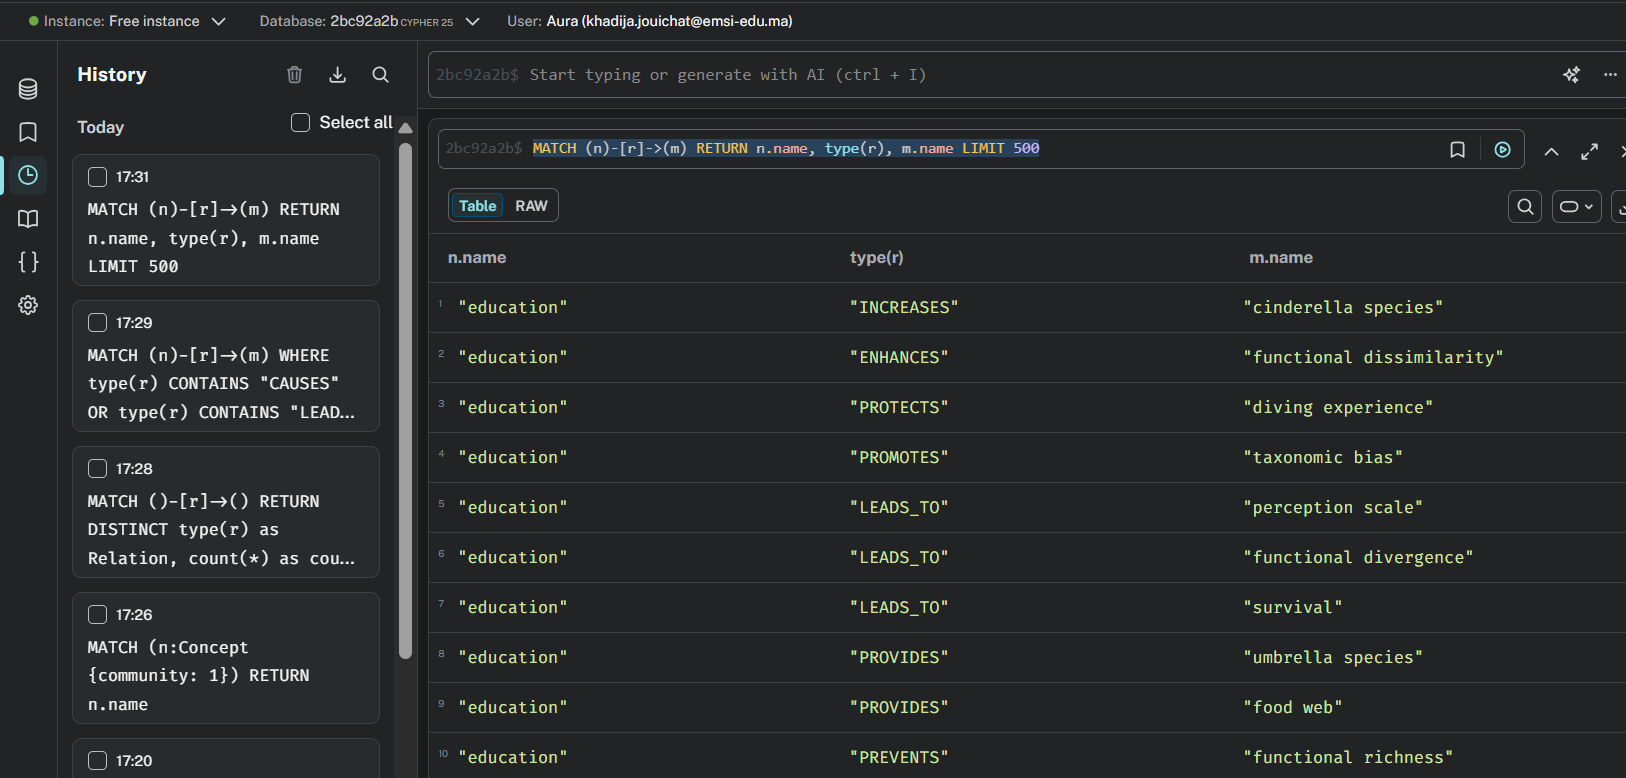 Instance: Free instance
Database: 2bc92a2b CYPHER 25
User: Aura (khadija.jouichat@emsi-edu.ma)
History
Today
Select all
17:31
MATCH (n)-[r]->(m) RETURN
n.name, type(r), m.name
LIMIT 500
17:29
MATCH (n)-[r]->(m) WHERE
type(r) CONTAINS "CAUSES"
OR type(r) CONTAINS "LEAD...
17:28
MATCH ()-[r]->() RETURN
DISTINCT type(r) as
Relation, count(*) as cou...
17:26
MATCH (n:Concept
{community: 1}) RETURN
n.name
17:20
2bc92a2b$ Start typing or generate with AI (ctrl + I)
2bc92a2b$ MATCH (n)-[r]->(m) RETURN n.name, type(r), m.name LIMIT 500
Table RAW
n.name type(r) m.name
1 "education" "INCREASES" "cinderella species"
2 "education" "ENHANCES" "functional dissimilarity"
3 "education" "PROTECTS" "diving experience"
4 "education" "PROMOTES" "taxonomic bias"
5 "education" "LEADS_TO" "perception scale"
6 "education" "LEADS_TO" "functional divergence"
7 "education" "LEADS_TO" "survival"
8 "education" "PROVIDES" "umbrella species"
9 "education" "PROVIDES" "food web"
10 "education" "PREVENTS" "functional richness"